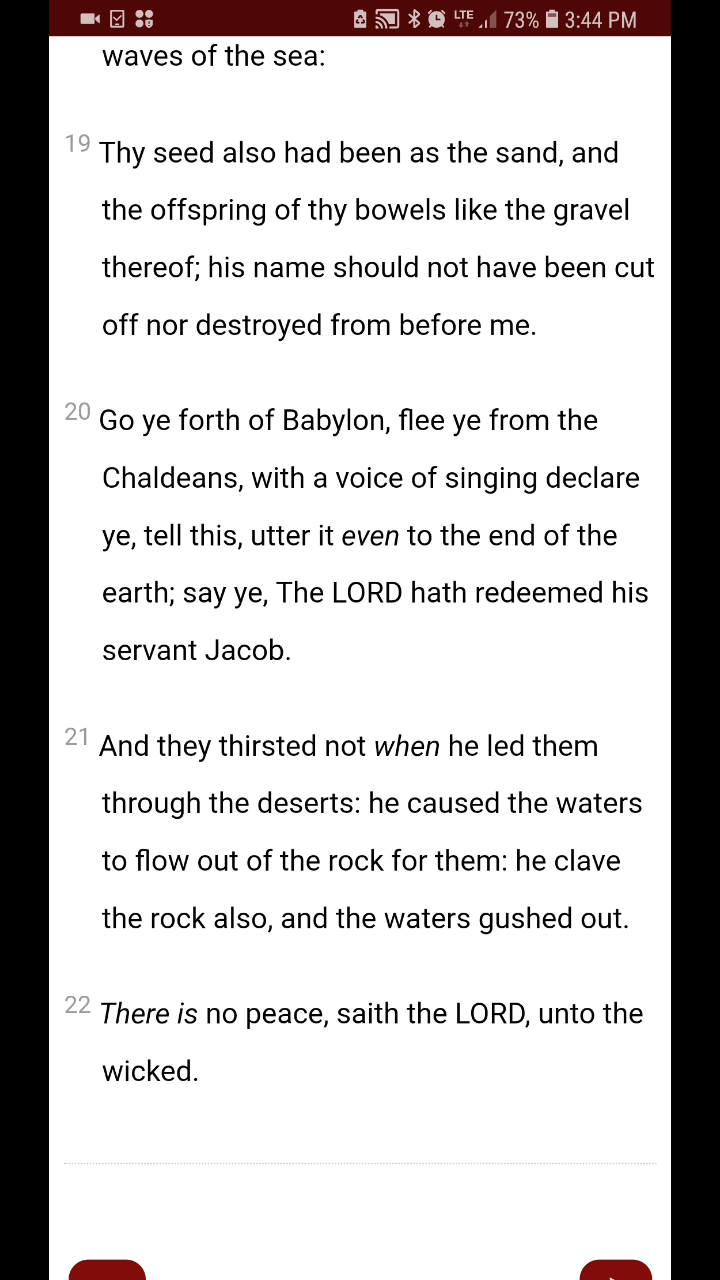 LTE 73% 3:44 PM
waves of the sea:
19 Thy seed also had been as the sand, and
the offspring of thy bowels like the gravel
thereof; his name should not have been cut
off nor destroyed from before me.
20 Go ye forth of Babylon, flee ye from the
Chaldeans, with a voice of singing declare
ye, tell this, utter it even to the end of the
earth; say ye, The LORD hath redeemed his
servant Jacob.
21 And they thirsted not when he led them
through the deserts: he caused the waters
to flow out of the rock for them: he clave
the rock also, and the waters gushed out.
22 There is no peace, saith the LORD, unto the
wicked.